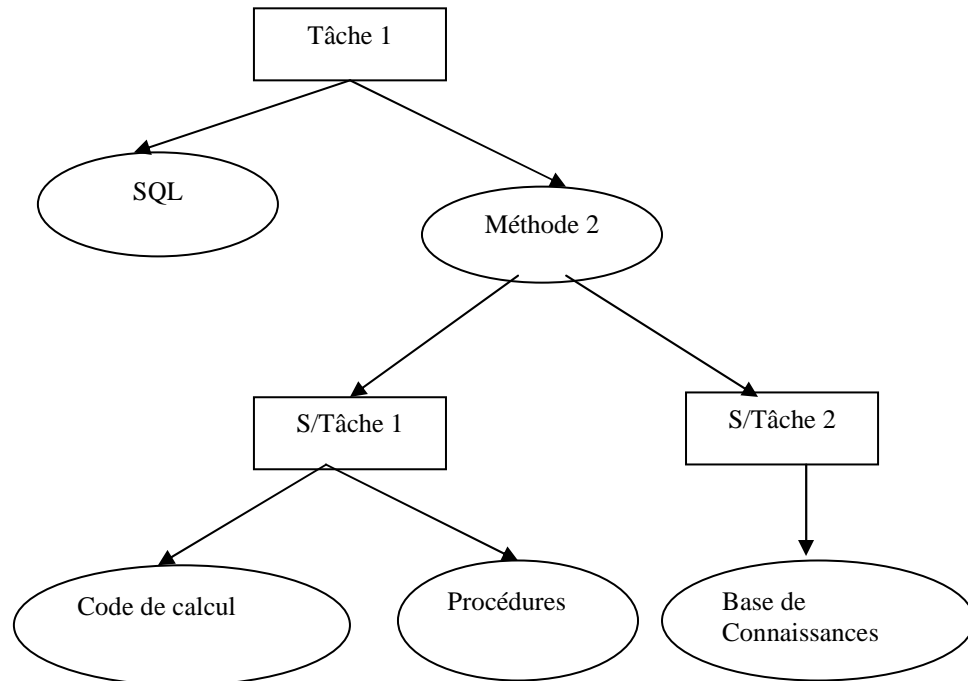 Tâche 1
SQL
Méthode 2
S/Tâche 1
S/Tâche 2
Code de calcul
Procédures
Base de
Connaissances